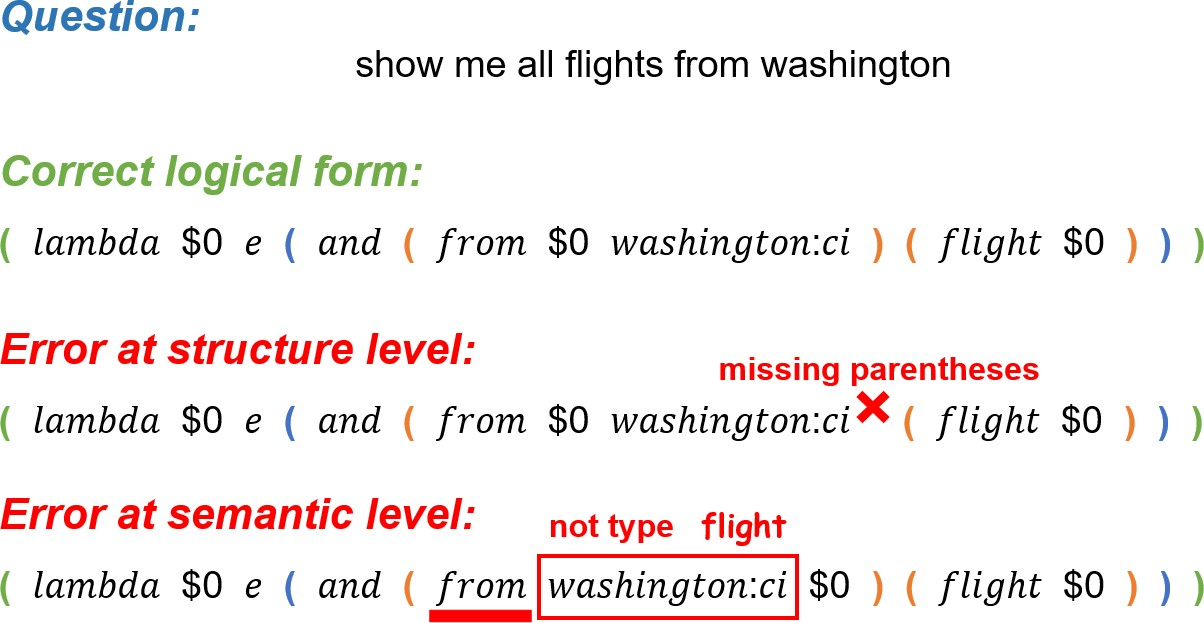 Question:
show me all flights from washington
Correct logical form:
( lambda $0 e ( and ( from $0 washington:ci ) ( flight $0 ) ) )
Error at structure level:
missing parentheses
( lambda $0 e ( and ( from $0 washington:ci ( flight $0 ) ) )
Error at semantic level:
not type flight
( lambda $0 e ( and ( from washington:ci $0 ) ( flight $0 ) ) )